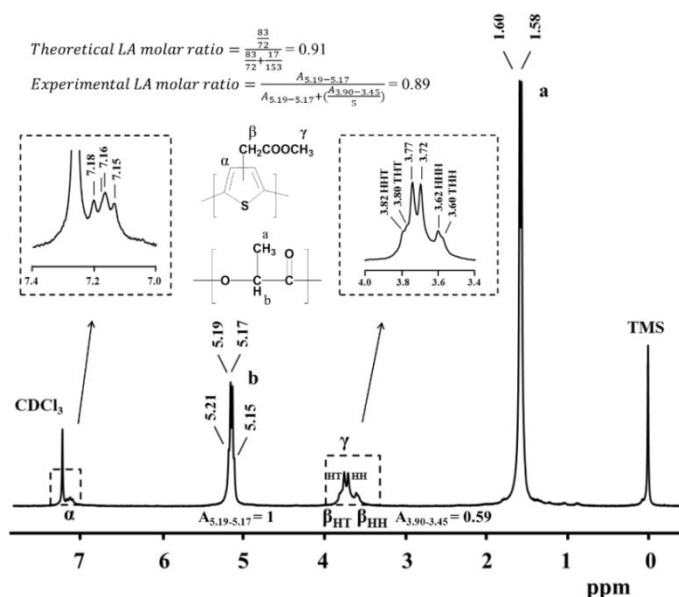 Theoretical LA molar ratio = (83/72)/(83/72 + 17/153) = 0.91
Experimental LA molar ratio = A5.19−5.17/(A5.19−5.17 + (A3.90−3.45/5)) = 0.89
1.60
1.58
a
7.18
7.16
7.15
7.4 7.2 7.0
β γ
CH2COOCH3
α
S
a
CH3 O
O C C
H
b
3.82 HHT
3.80 THT
3.77
3.72
3.62 HHH
3.60 THH
4.0 3.8 3.6 3.4
TMS
CDCl3
5.19
5.17
b
5.21
5.15
γ
HT HH
α
A5.19-5.17 = 1
βHT βHH
A3.90-3.45 = 0.59
7 6 5 4 3 2 1 0
ppm